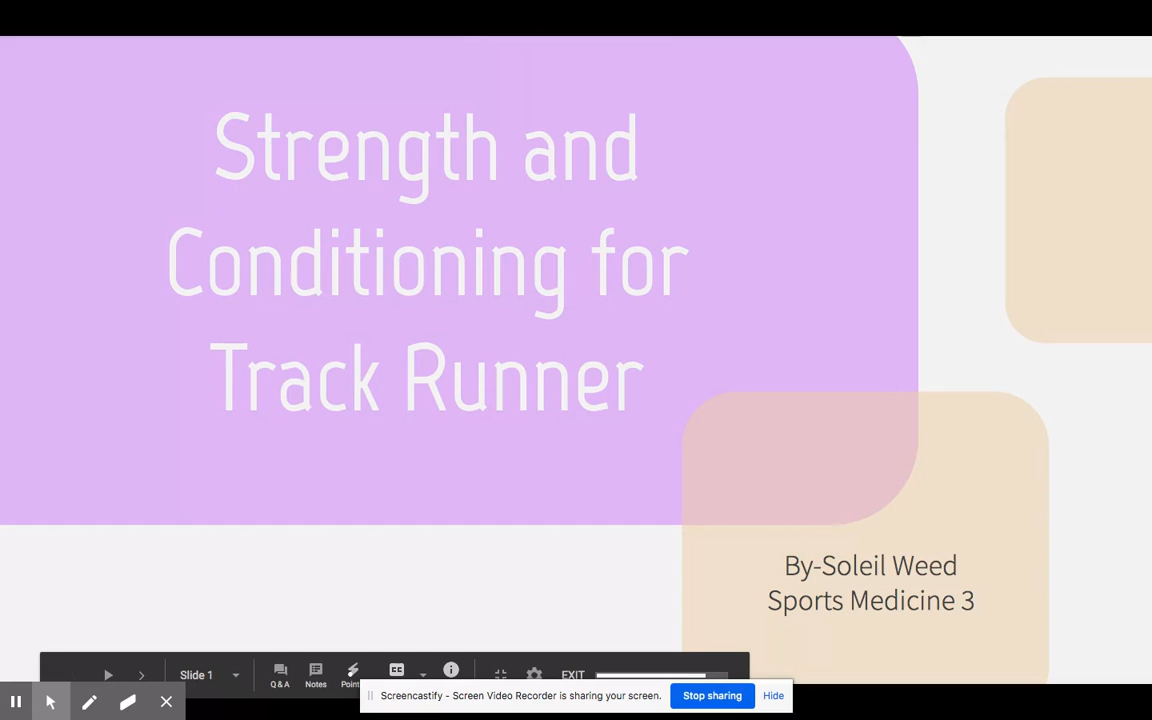 Strength and
Conditioning for
Track Runner
By-Soleil Weed
Sports Medicine 3
Slide 1
Q & A
Notes
CC
EXIT
Screencastify - Screen Video Recorder is sharing your screen.
Stop sharing
Hide